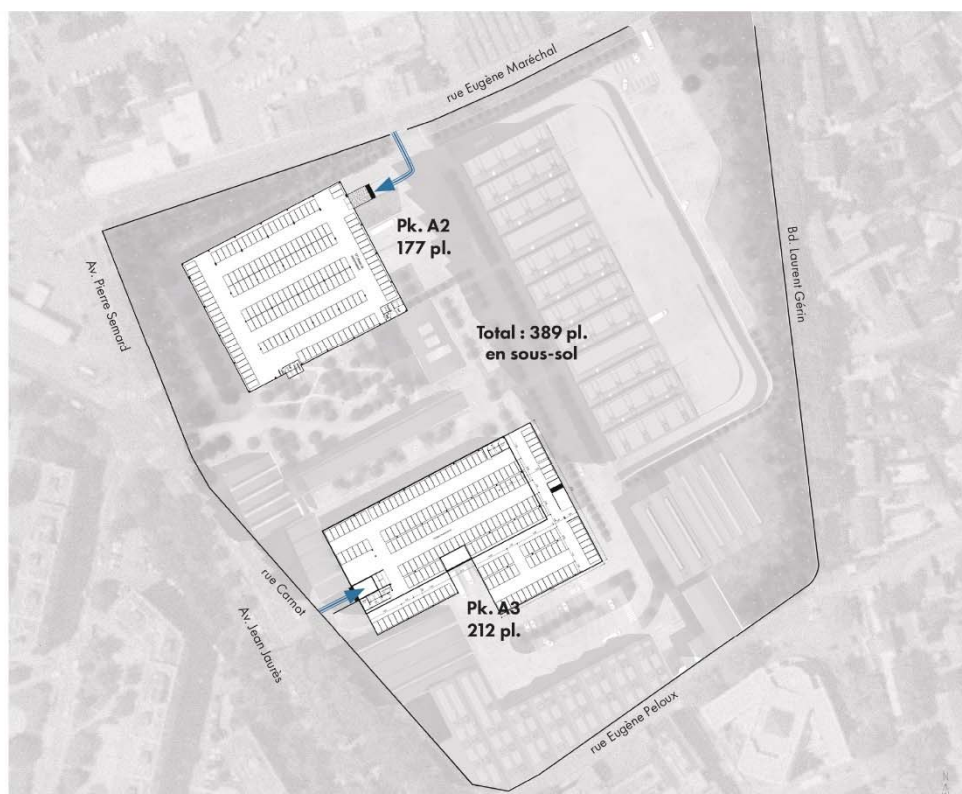 rue Eugène Maréchal
Pk. A2
177 pl.
Bd. Laurent Gérin
Av. Pierre Semard
Total : 389 pl.
en sous-sol
rue Carnot
Av. Jean Jaurès
Pk. A3
212 pl.
rue Eugène Peloux
N